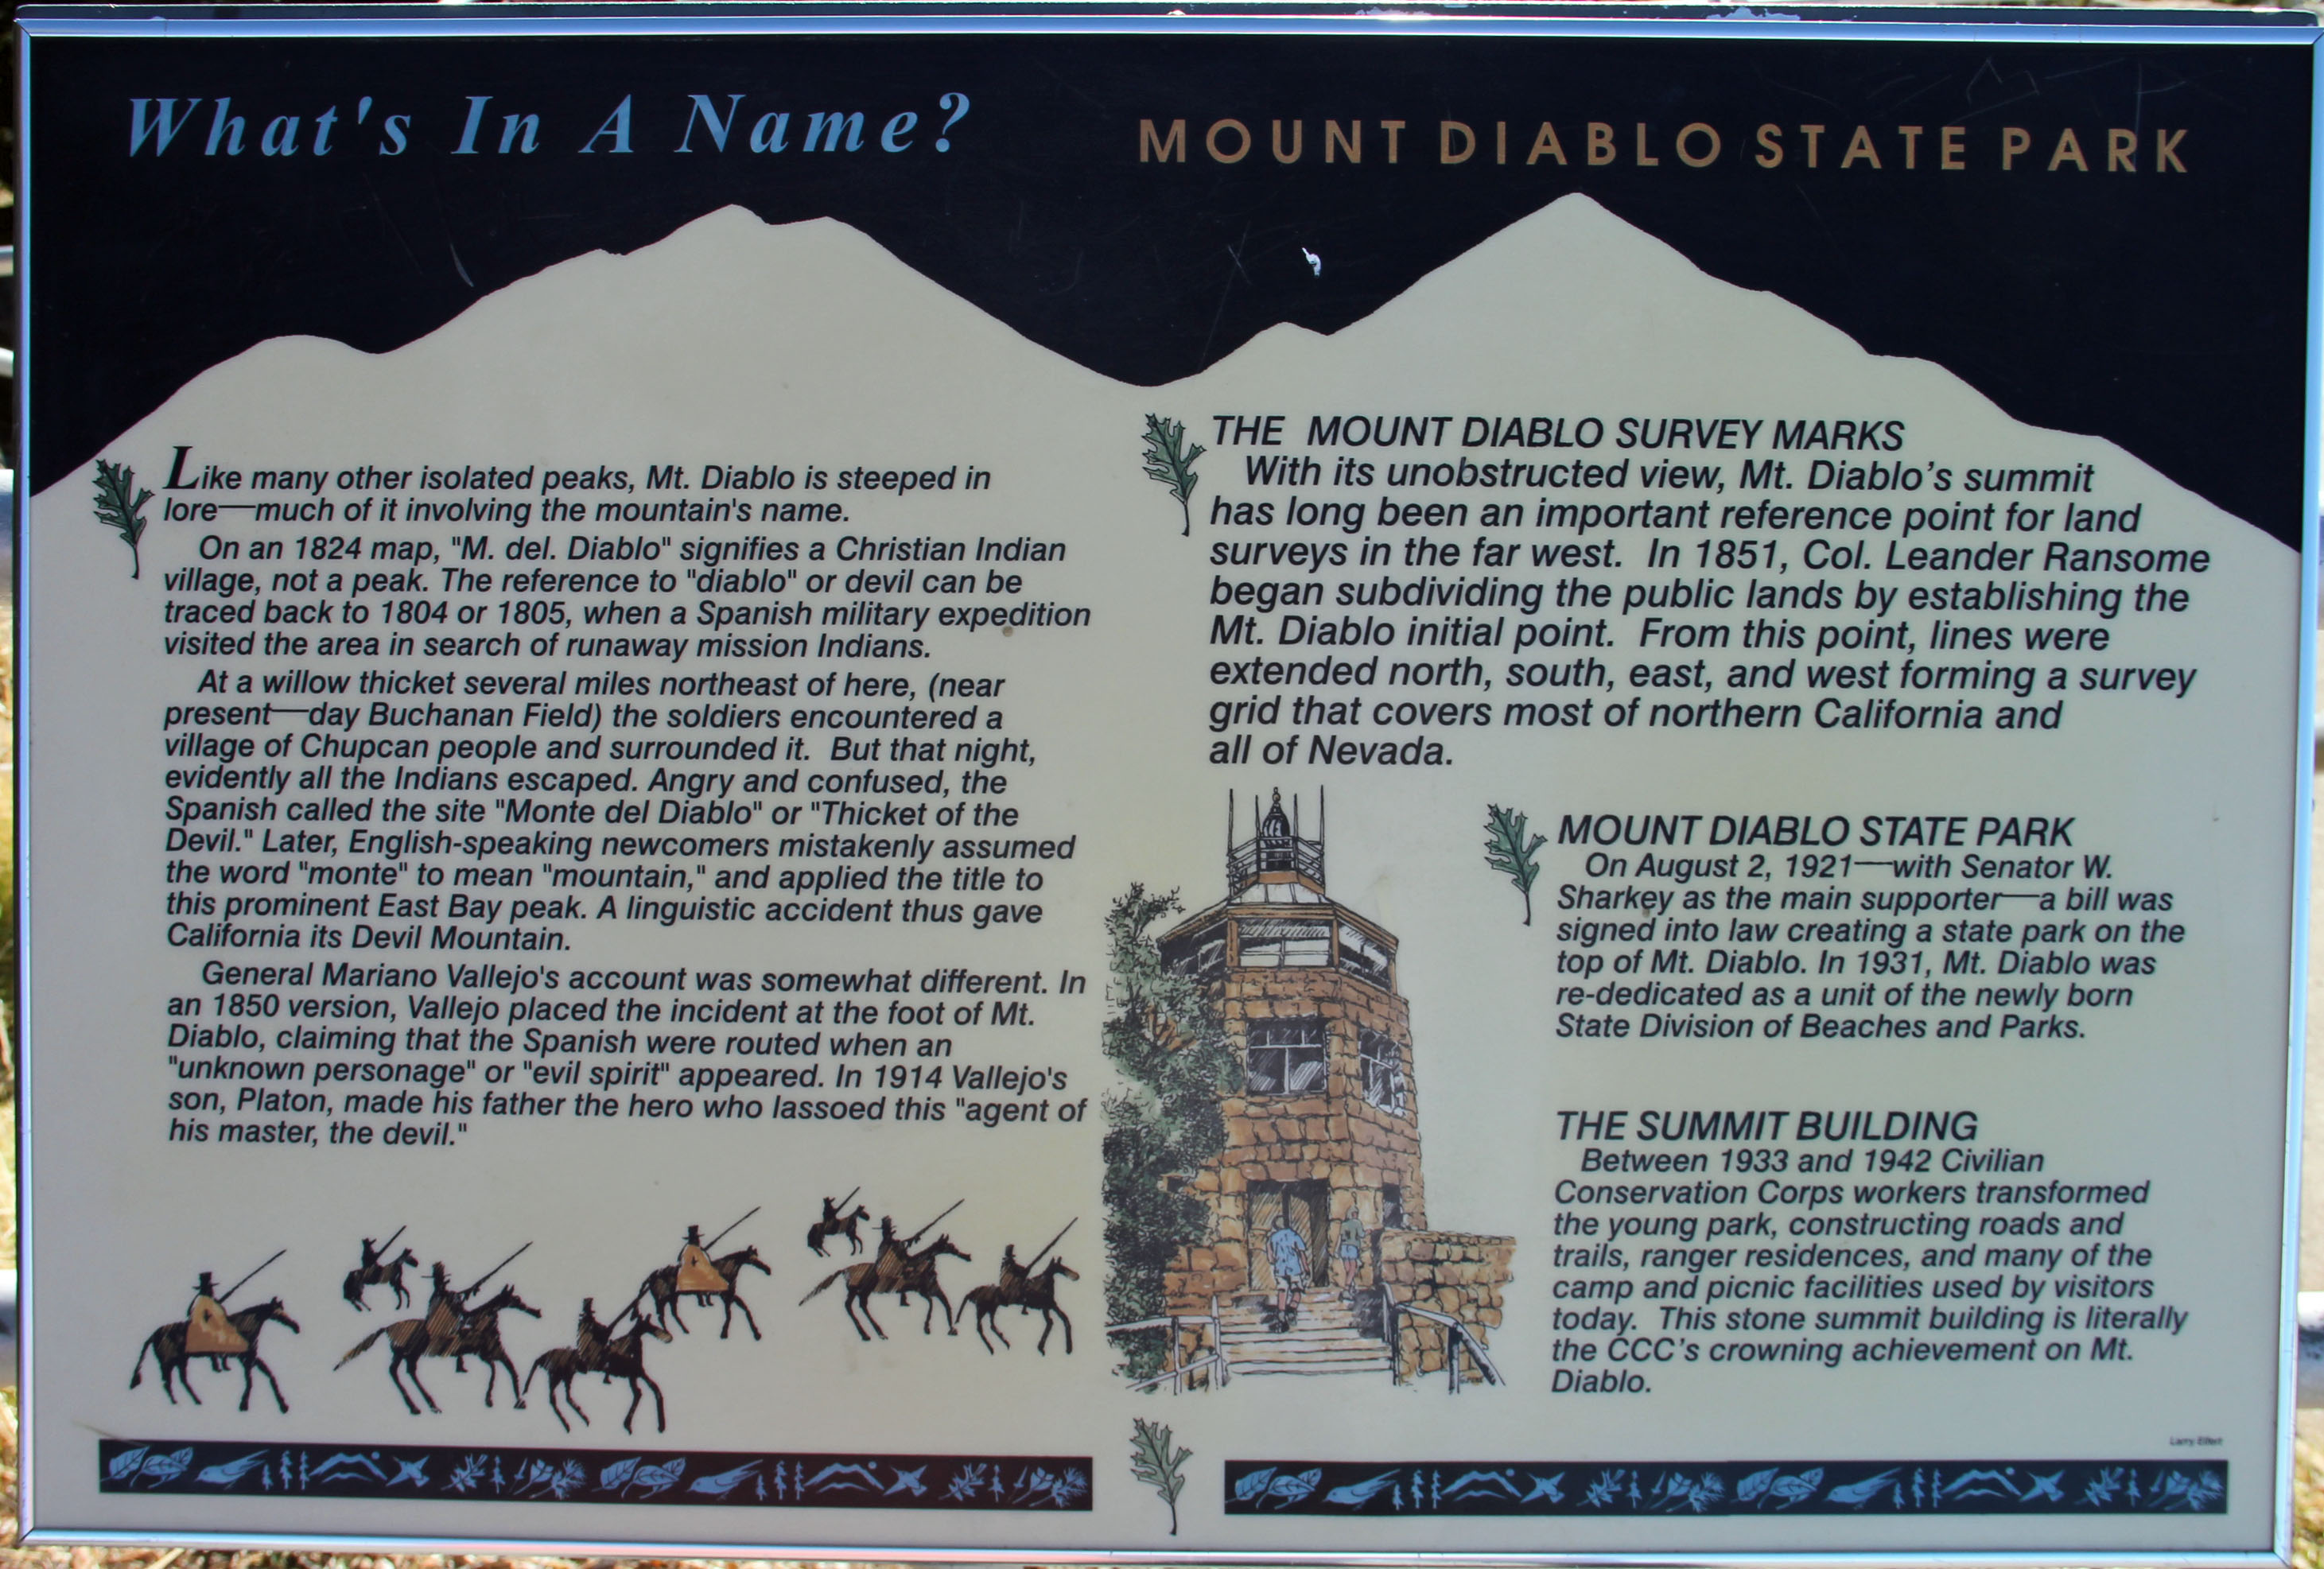 What's In A Name?
MOUNT DIABLO STATE PARK
Like many other isolated peaks, Mt. Diablo is steeped in
lore—much of it involving the mountain's name.
On an 1824 map, "M. del. Diablo" signifies a Christian Indian
village, not a peak. The reference to "diablo" or devil can be
traced back to 1804 or 1805, when a Spanish military expedition
visited the area in search of runaway mission Indians.
At a willow thicket several miles northeast of here, (near
present—day Buchanan Field) the soldiers encountered a
village of Chupcan people and surrounded it. But that night,
evidently all the Indians escaped. Angry and confused, the
Spanish called the site "Monte del Diablo" or "Thicket of the
Devil." Later, English-speaking newcomers mistakenly assumed
the word "monte" to mean "mountain," and applied the title to
this prominent East Bay peak. A linguistic accident thus gave
California its Devil Mountain.
General Mariano Vallejo's account was somewhat different. In
an 1850 version, Vallejo placed the incident at the foot of Mt.
Diablo, claiming that the Spanish were routed when an
"unknown personage" or "evil spirit" appeared. In 1914 Vallejo's
son, Platon, made his father the hero who lassoed this "agent of
his master, the devil."
THE MOUNT DIABLO SURVEY MARKS
With its unobstructed view, Mt. Diablo's summit
has long been an important reference point for land
surveys in the far west. In 1851, Col. Leander Ransome
began subdividing the public lands by establishing the
Mt. Diablo initial point. From this point, lines were
extended north, south, east, and west forming a survey
grid that covers most of northern California and
all of Nevada.
MOUNT DIABLO STATE PARK
On August 2, 1921—with Senator W.
Sharkey as the main supporter—a bill was
signed into law creating a state park on the
top of Mt. Diablo. In 1931, Mt. Diablo was
re-dedicated as a unit of the newly born
State Division of Beaches and Parks.
THE SUMMIT BUILDING
Between 1933 and 1942 Civilian
Conservation Corps workers transformed
the young park, constructing roads and
trails, ranger residences, and many of the
camp and picnic facilities used by visitors
today. This stone summit building is literally
the CCC's crowning achievement on Mt.
Diablo.
Larry Eifert